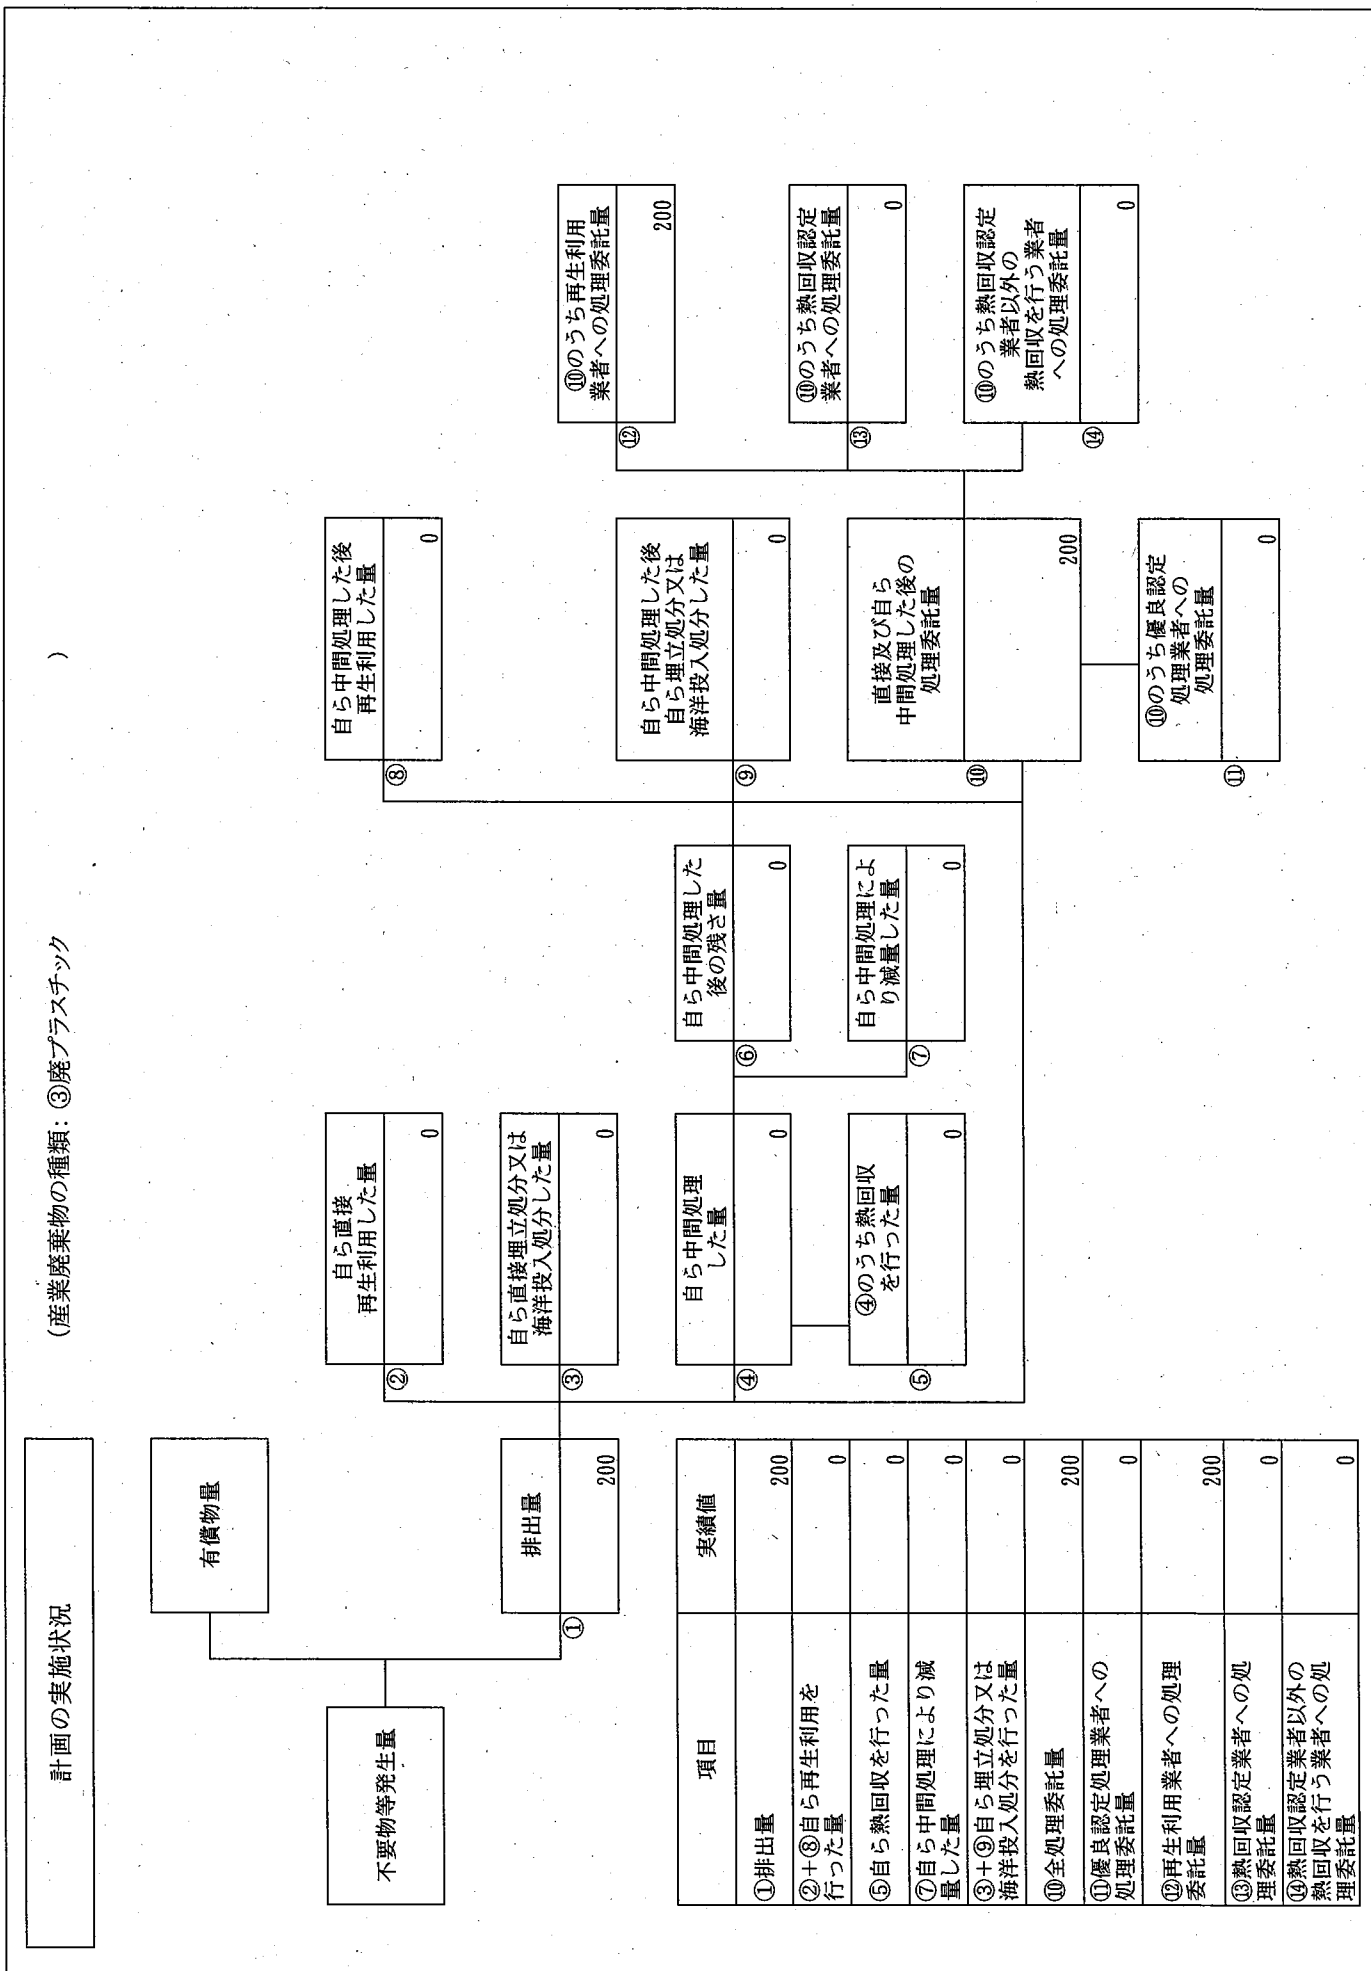 計画の実施状況
(産業廃棄物の種類：③廃プラスチック　　　　　)
不要物等発生量
有償物量
①
排出量
200
②
自ら直接
再生利用した量
0
③
自ら直接埋立処分又は
海洋投入処分した量
0
④
自ら中間処理
した量
0
⑤
④のうち熱回収
を行った量
0
⑥
自ら中間処理した
後の残さ量
0
⑦
自ら中間処理によ
り減量した量
0
⑧
自ら中間処理した後
再生利用した量
0
⑨
自ら中間処理した後
自ら埋立処分又は
海洋投入処分した量
0
⑩
直接及び自ら
中間処理した後の
処理委託量
200
⑪
⑩のうち優良認定
処理業者への
処理委託量
0
⑫
⑩のうち再生利用
業者への処理委託量
200
⑬
⑩のうち熱回収認定
業者への処理委託量
0
⑭
⑩のうち熱回収認定
業者以外の
熱回収を行う業者
への処理委託量
0
項目 実績値
①排出量 200
②＋⑧自ら再生利用を
行った量 0
⑤自ら熱回収を行った量 0
⑦自ら中間処理により減
量した量 0
③＋⑨自ら埋立処分又は
海洋投入処分を行った量 0
⑩全処理委託量 200
⑪優良認定処理業者への
処理委託量 0
⑫再生利用業者への処理
委託量 200
⑬熱回収認定業者への処
理委託量 0
⑭熱回収認定業者以外の
熱回収を行う業者への処
理委託量 0